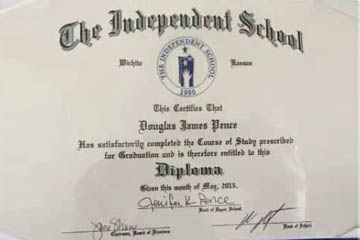 The Independent School
Wichita Kansas
THE INDEPENDENT SCHOOL
1980
This Certifies That
Douglas James Pence
Has satisfactorily completed the Course of Study prescribed
for Graduation and is therefore entitled to this
Diploma
Given this month of May, 2015.
Jenifer K Pence
Head of Upper School
Chairman, Board of Directors
Head of School